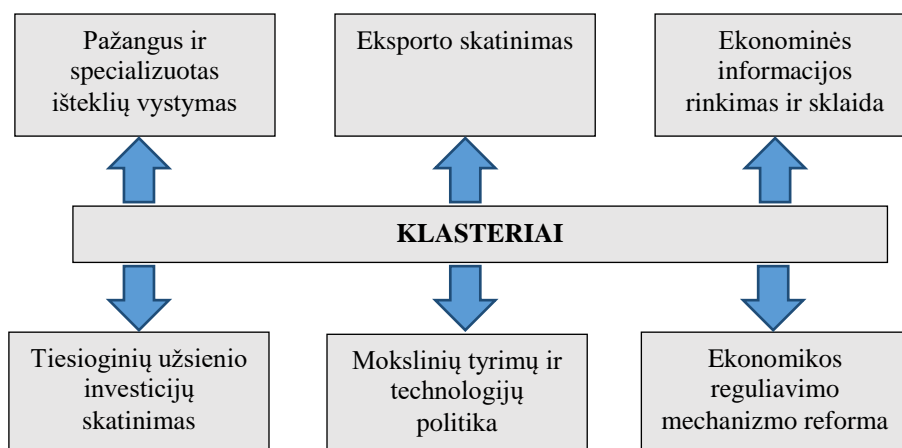 Pažangus ir
specializuotas
išteklių vystymas
Eksporto skatinimas
Ekonominės
informacijos
rinkimas ir sklaida
KLASTERIAI
Tiesioginių užsienio
investicijų
skatinimas
Mokslinių tyrimų ir
technologijų
politika
Ekonomikos
reguliavimo
mechanizmo reforma